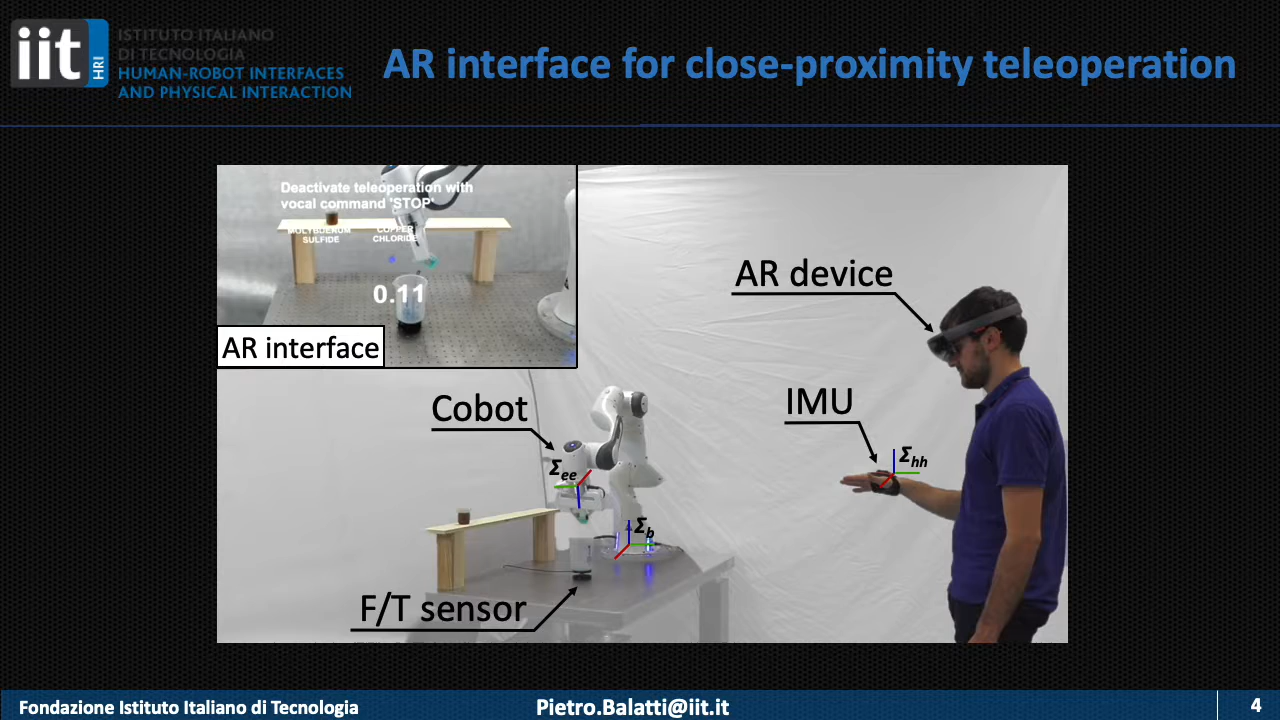 iit
HRI
ISTITUTO ITALIANO
DI TECNOLOGIA
HUMAN-ROBOT INTERFACES
AND PHYSICAL INTERACTION
AR interface for close-proximity teleoperation
Deactivate teleoperation with
vocal command 'STOP'
MOLYBDENUM
SULFIDE
COPPER
CHLORIDE
0.11
AR interface
AR device
Cobot
IMU
Σee
Σhh
Σb
F/T sensor
Fondazione Istituto Italiano di Tecnologia
Pietro.Balatti@iit.it
4